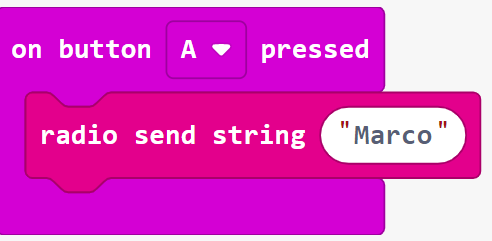 on button A pressed
radio send string "Marco"